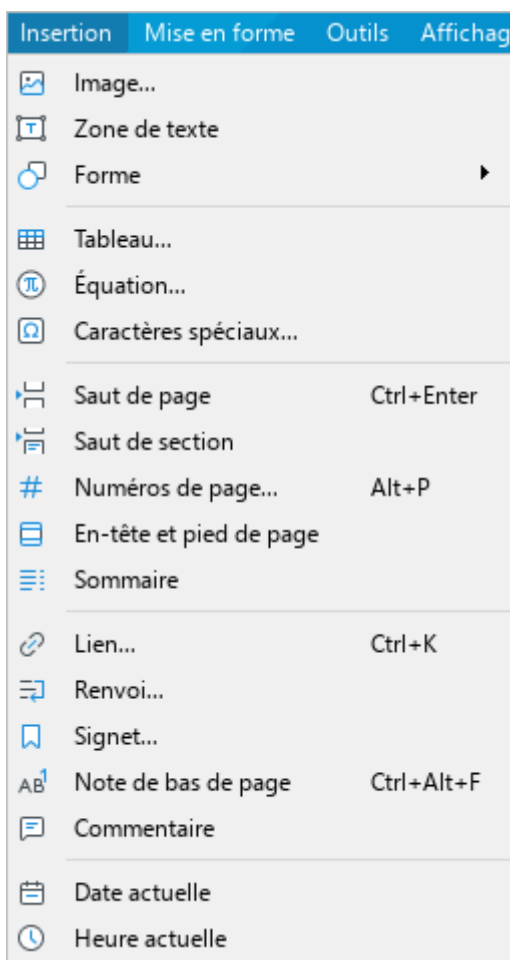 Insertion Mise en forme Outils Affichag
Image...
Zone de texte
Forme
Tableau...
Équation...
Caractères spéciaux...
Saut de page Ctrl+Enter
Saut de section
Numéros de page... Alt+P
En-tête et pied de page
Sommaire
Lien... Ctrl+K
Renvoi...
Signet...
Note de bas de page Ctrl+Alt+F
Commentaire
Date actuelle
Heure actuelle